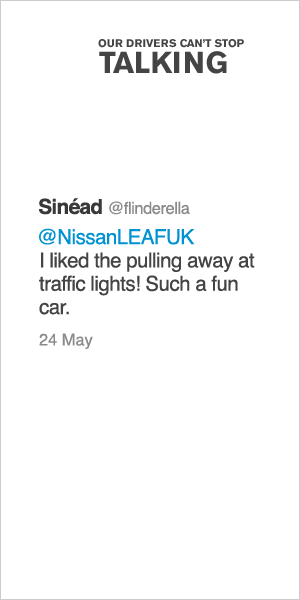 OUR DRIVERS CAN'T STOP
TALKING
Sinéad @flinderella
@NissanLEAFUK
I liked the pulling away at
traffic lights! Such a fun
car.
24 May